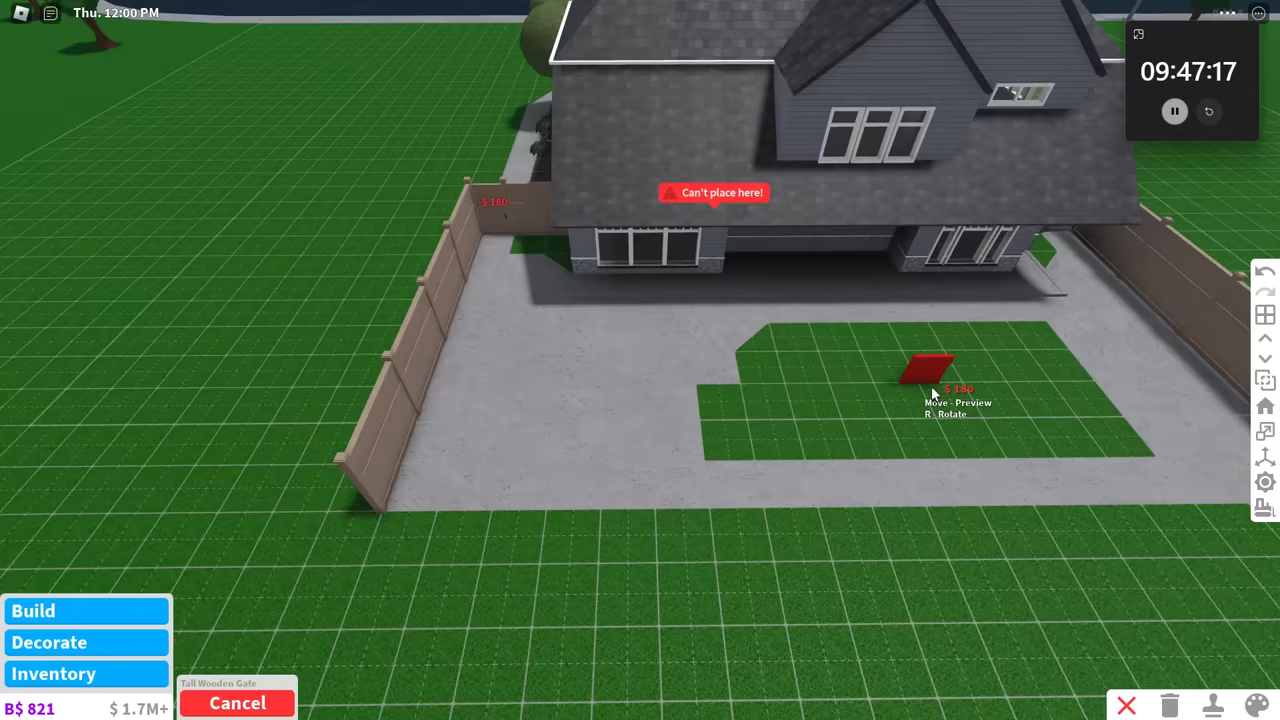 Thu. 12:00 PM
09:47:17
Can't place here!
-$ 180
$ 180
Move - Preview
R - Rotate
Build
Decorate
Inventory
B$ 821
$ 1.7M+
Tall Wooden Gate
Cancel